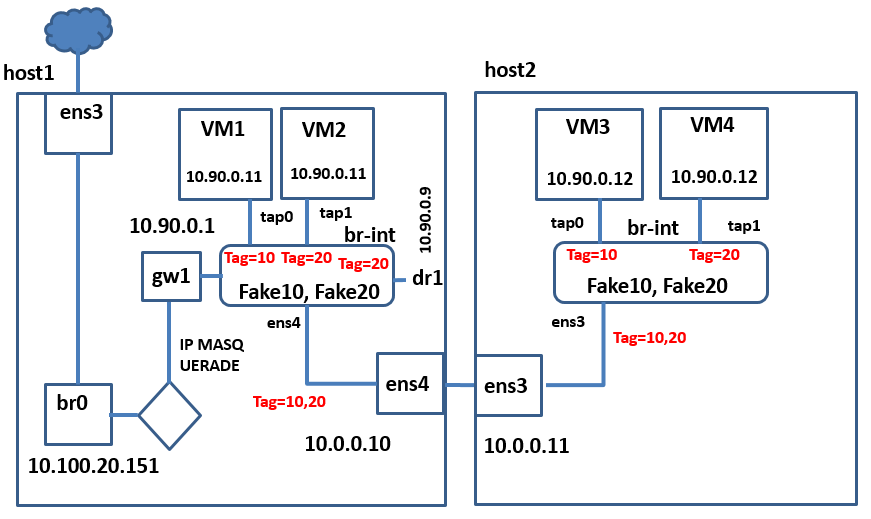 host1
ens3
VM1
10.90.0.11
VM2
10.90.0.11
tap0
tap1
10.90.0.1
br-int
10.90.0.9
gw1
Tag=10
Tag=20
Tag=20
dr1
Fake10, Fake20
ens4
IP MASQ
UERADE
Tag=10,20
ens4
br0
10.0.0.10
10.100.20.151
host2
VM3
10.90.0.12
VM4
10.90.0.12
tap0
br-int
tap1
Tag=10
Tag=20
Fake10, Fake20
ens3
Tag=10,20
ens3
10.0.0.11